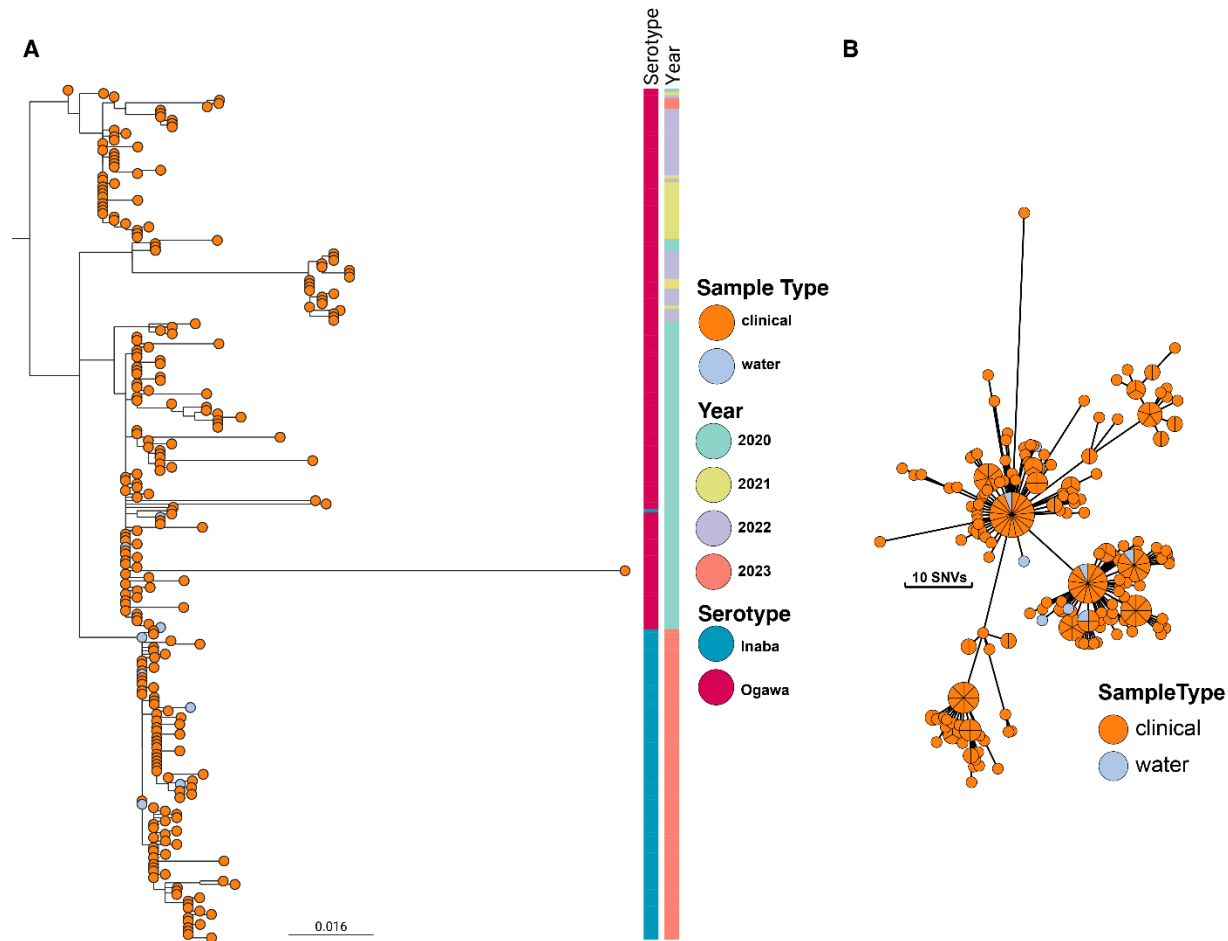 A
Serotype
Year
B
Sample Type
clinical
water
Year
2020
2021
2022
2023
Serotype
Inaba
Ogawa
0.016
10 SNVs
SampleType
clinical
water